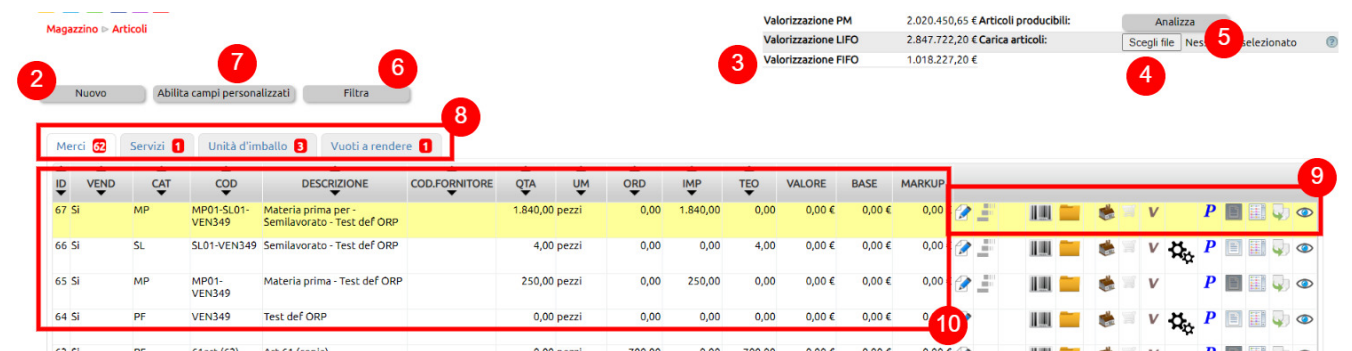 Magazzino ▷ Articoli
Valorizzazione PM 2.020.450,65 € Articoli producibili: Analizza
Valorizzazione LIFO 2.847.722,20 € Carica articoli: Scegli file Nes 5 selezionato ?
3 Valorizzazione FIFO 1.018.227,20 €
4
7 6
2 Nuovo Abilita campi personalizzati Filtra
8
Merci 62 Servizi 1 Unità d'imballo 3 Vuoti a rendere 1
9
ID VEND CAT COD DESCRIZIONE COD.FORNITORE QTA UM ORD IMP TEO VALORE BASE MARKUP
67 Si MP MP01-SL01- Materia prima per - 1.840,00 pezzi 0,00 1.840,00 0,00 0,00 € 0,00 € 0,00 V P
VEN349 Semilavorato - Test def ORP
66 Si SL SL01-VEN349 Semilavorato - Test def ORP 4,00 pezzi 0,00 0,00 4,00 0,00 € 0,00 € 0,00 V P
65 Si MP MP01- Materia prima - Test def ORP 250,00 pezzi 0,00 250,00 0,00 0,00 € 0,00 € 0,00 V P
VEN349
64 Si PF VEN349 Test def ORP 0,00 pezzi 0,00 0,00 0,00 0,00 € 0,00 € V P
10